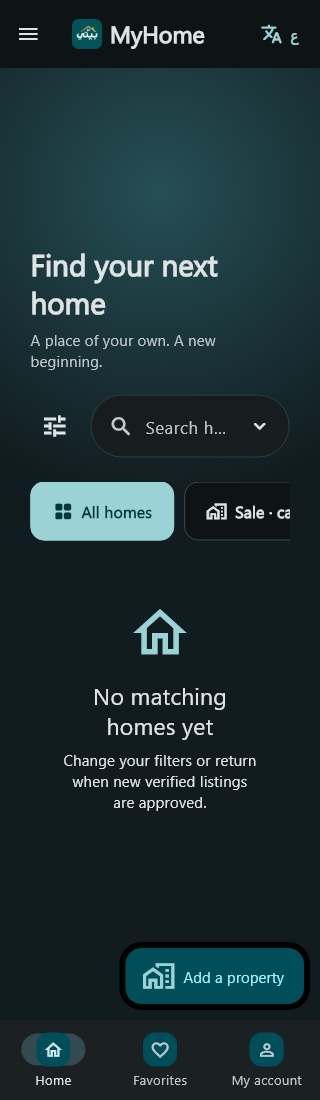 بيتي
MyHome
ع
Find your next
home
A place of your own. A new
beginning.
Search h...
All homes
Sale · ca
No matching
homes yet
Change your filters or return
when new verified listings
are approved.
Add a property
Home
Favorites
My account